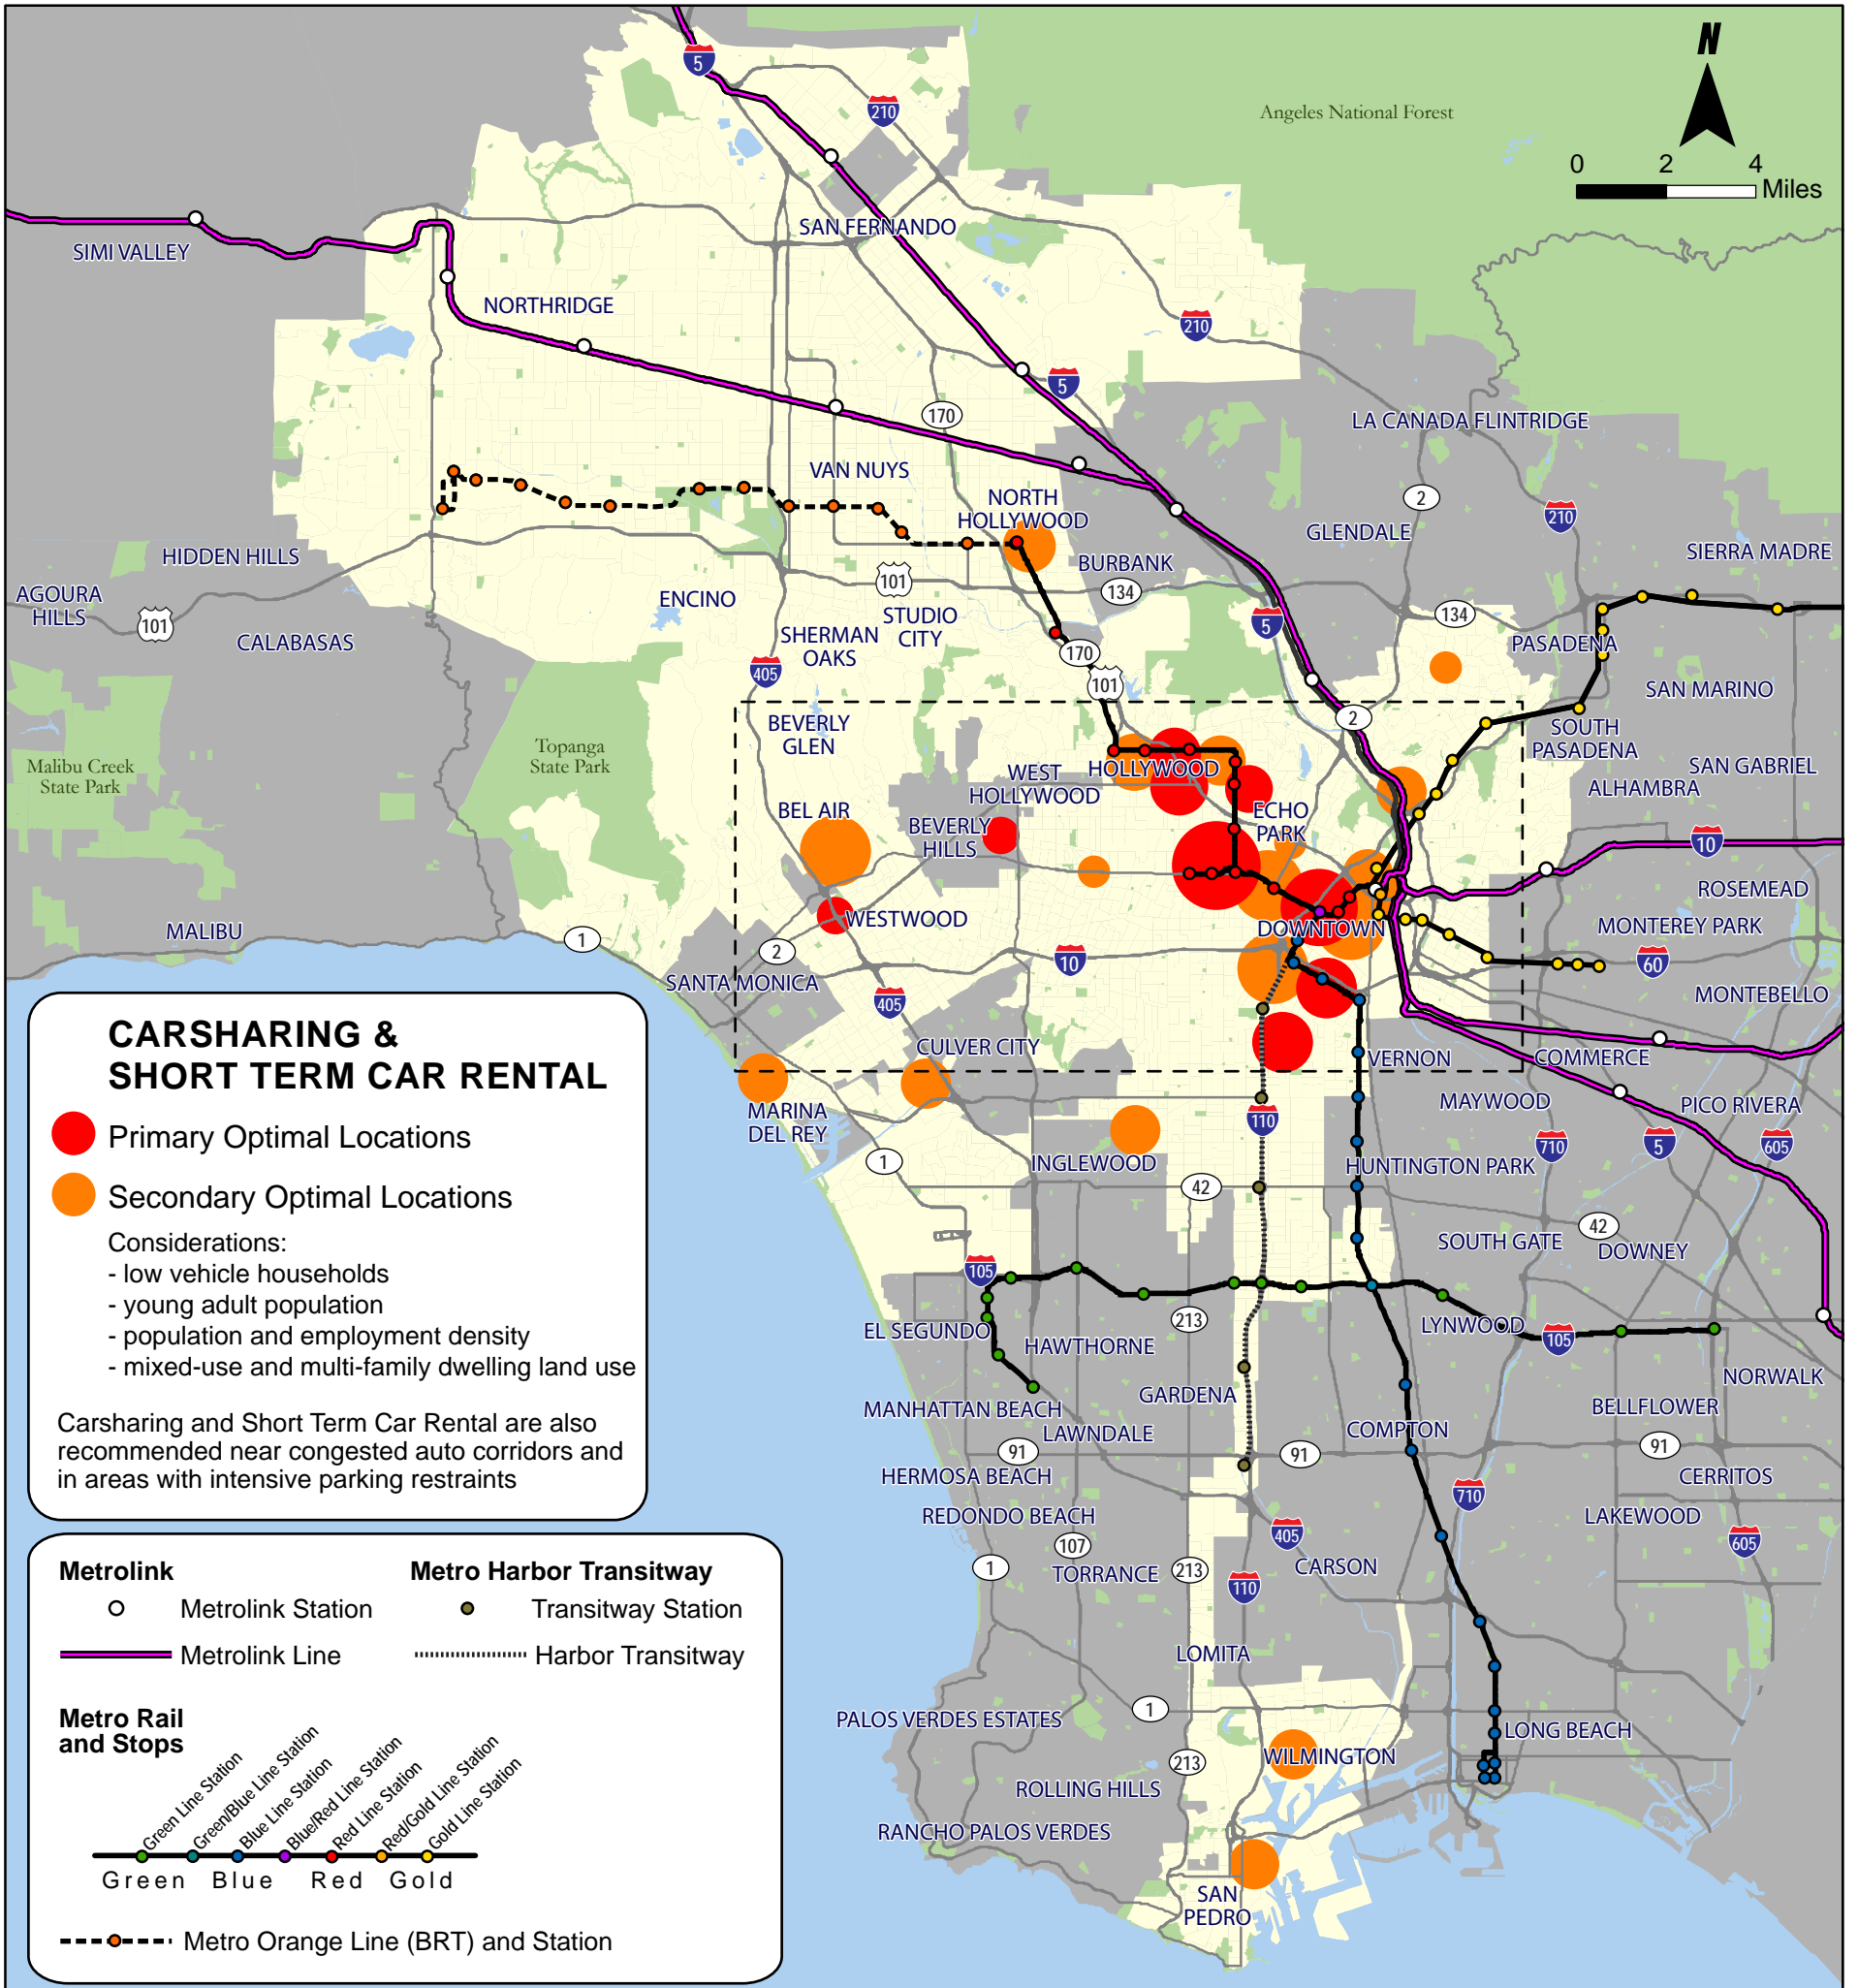 N
0 2 4
Miles
Angeles National Forest
5
210
SIMI VALLEY
SAN FERNANDO
NORTHRIDGE
210
5
170
LA CANADA FLINTRIDGE
VAN NUYS
NORTH
HOLLYWOOD
2
210
GLENDALE
SIERRA MADRE
HIDDEN HILLS
BURBANK
AGOURA
HILLS
101
CALABASAS
ENCINO
101
134
STUDIO
CITY
SHERMAN
OAKS
5
134
PASADENA
405
170
101
SAN MARINO
BEVERLY
GLEN
2
SOUTH
PASADENA
Topanga
State Park
Malibu Creek
State Park
WEST
HOLLYWOOD
HOLLYWOOD
SAN GABRIEL
ALHAMBRA
BEL AIR
BEVERLY
HILLS
ECHO
PARK
10
ROSEMEAD
MALIBU
1
WESTWOOD
DOWNTOWN
MONTEREY PARK
2
10
60
SANTA MONICA
405
MONTEBELLO
CULVER CITY
VERNON
COMMERCE
MARINA
DEL REY
MAYWOOD
PICO RIVERA
110
710
5
605
1
INGLEWOOD
HUNTINGTON PARK
42
42
SOUTH GATE
DOWNEY
105
EL SEGUNDO
HAWTHORNE
213
LYNWOOD
105
NORWALK
GARDENA
MANHATTAN BEACH
BELLFLOWER
LAWNDALE
COMPTON
91
91
91
HERMOSA BEACH
CERRITOS
710
REDONDO BEACH
LAKEWOOD
405
605
107
1
TORRANCE
213
CARSON
110
LOMITA
1
PALOS VERDES ESTATES
LONG BEACH
213
WILMINGTON
ROLLING HILLS
RANCHO PALOS VERDES
SAN
PEDRO
CARSHARING &
SHORT TERM CAR RENTAL
Primary Optimal Locations
Secondary Optimal Locations
Considerations:
- low vehicle households
- young adult population
- population and employment density
- mixed-use and multi-family dwelling land use
Carsharing and Short Term Car Rental are also
recommended near congested auto corridors and
in areas with intensive parking restraints
Metrolink
Metrolink Station
Metrolink Line
Metro Harbor Transitway
Transitway Station
Harbor Transitway
Metro Rail
and Stops
Green Line Station
Green/Blue Line Station
Blue Line Station
Blue/Red Line Station
Red Line Station
Red/Gold Line Station
Gold Line Station
Green Blue Red Gold
Metro Orange Line (BRT) and Station